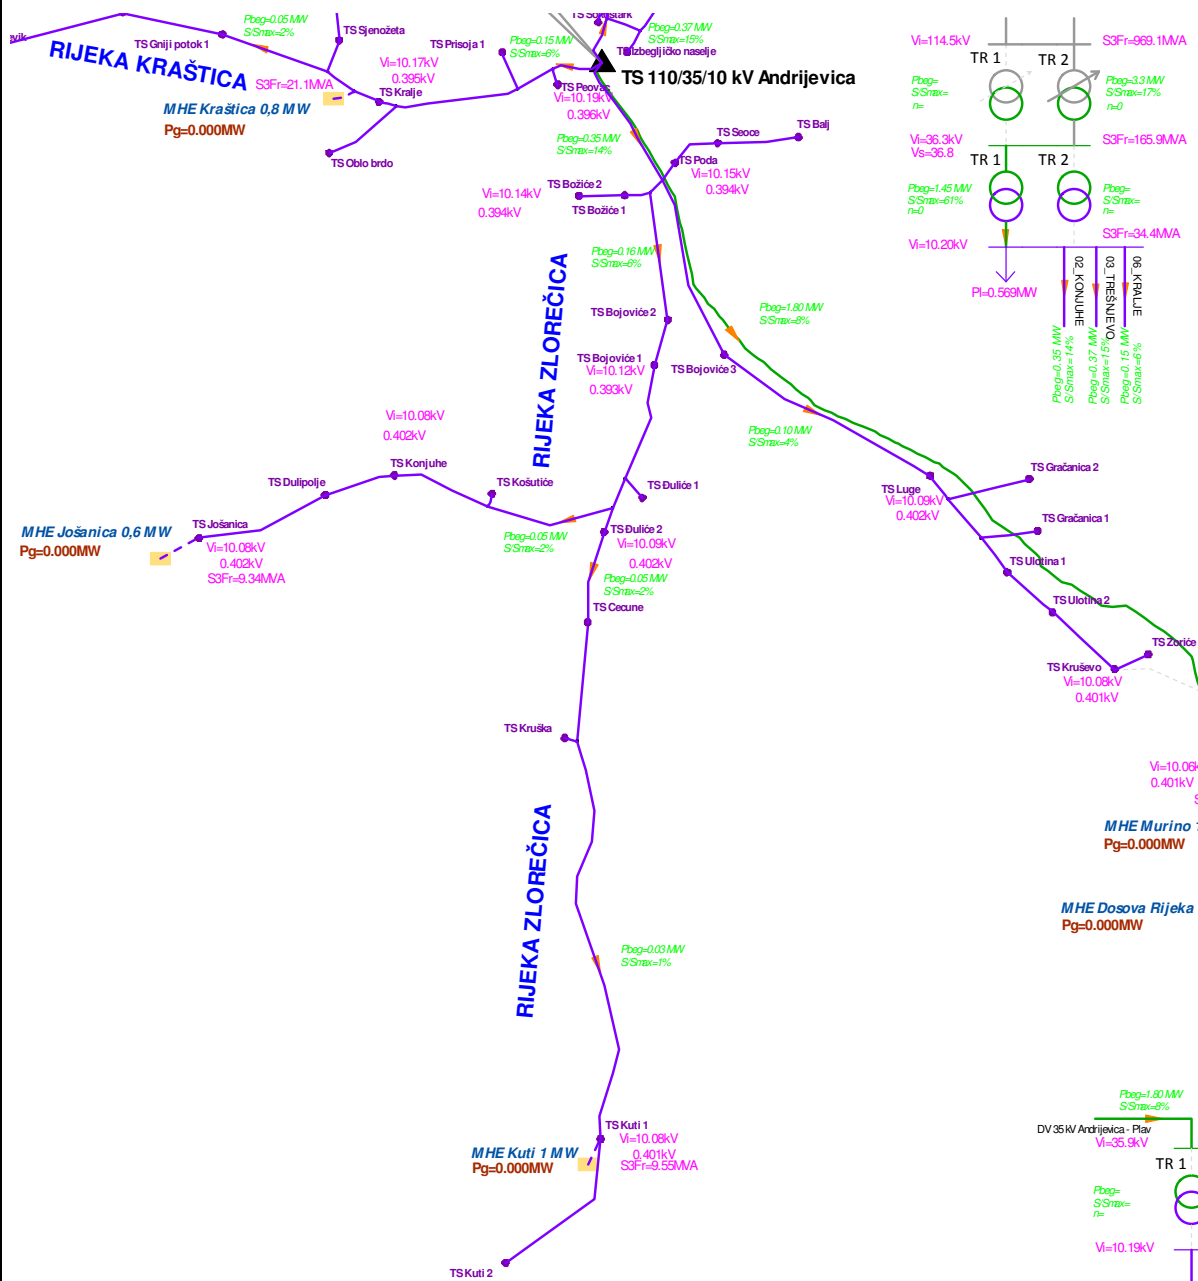 Pbeg=0.05 MW
S/Smax=2%
TS Gniji potok 1
TS Sjenožeta
RIJEKA KRAŠTICA
S3Fr=21.1MVA
MHE Kraštica 0,8 MW
Pg=0.000MW
TS Kralje
Vi=10.17kV
0.395kV
TS Oblo brdo
TS Prisoja 1
Pbeg=0.15 MW
S/Smax=6%
TS Peovac
Vi=10.19kV
0.396kV
Pbeg=0.37 MW
S/Smax=15%
TS Izbegljičko naselje
TS 110/35/10 kV Andrijevica
Pbeg=0.35 MW
S/Smax=14%
TS Seoce
TS Balj
TS Poda
Vi=10.15kV
0.394kV
TS Božiće 2
TS Božiće 1
Vi=10.14kV
0.394kV
Pbeg=0.16 MW
S/Smax=6%
RIJEKA ZLOREČICA
TS Bojoviće 2
TS Bojoviće 1
Vi=10.12kV
0.393kV
Pbeg=1.80 MW
S/Smax=8%
TS Bojoviće 3
Pbeg=0.10 MW
S/Smax=4%
Vi=10.08kV
0.402kV
TS Konjuhe
TS Dulipolje
TS Košutiće
TS Đuliće 1
TS Jošanica
MHE Jošanica 0,6 MW
Pg=0.000MW
Vi=10.08kV
0.402kV
S3Fr=9.34MVA
Pbeg=0.05 MW
S/Smax=2%
TS Đuliće 2
Vi=10.09kV
0.402kV
Pbeg=0.05 MW
S/Smax=2%
TS Cecune
TS Luge
Vi=10.09kV
0.402kV
TS Gračanica 2
TS Gračanica 1
TS Ulotina 1
TS Ulotina 2
TS Zoriće
TS Kruševo
Vi=10.08kV
0.401kV
TS Kruška
RIJEKA ZLOREČICA
Pbeg=0.03 MW
S/Smax=1%
TS Kuti 1
Vi=10.08kV
0.401kV
S3Fr=9.55MVA
MHE Kuti 1 MW
Pg=0.000MW
TS Kuti 2
Vi=114.5kV
S3Fr=969.1MVA
TR 1
TR 2
Pbeg=
S/Smax=
n=
Pbeg=3.3 MW
S/Smax=17%
n=0
Vi=36.3kV
Vs=36.8
S3Fr=165.9MVA
TR 1
TR 2
Pbeg=1.45 MW
S/Smax=61%
n=0
Pbeg=
S/Smax=
n=
S3Fr=34.4MVA
Vi=10.20kV
Pl=0.569MW
02_KONJUHE
03_TREŠNJEVO
06_KRALJE
Pbeg=0.35 MW
S/Smax=14%
Pbeg=0.37 MW
S/Smax=15%
Pbeg=0.15 MW
S/Smax=6%
0.401kV
MHE Murino
Pg=0.000MW
MHE Dosova Rijeka
Pg=0.000MW
Pbeg=1.80 MW
S/Smax=8%
DV 35 kV Andrijevica - Plav
Vi=35.9kV
TR 1
Pbeg=
S/Smax=
n=
Vi=10.19kV